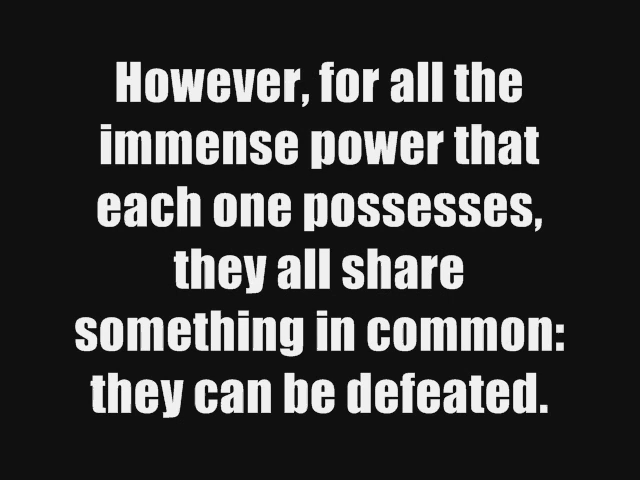 However, for all the
immense power that
each one possesses,
they all share
something in common:
they can be defeated.